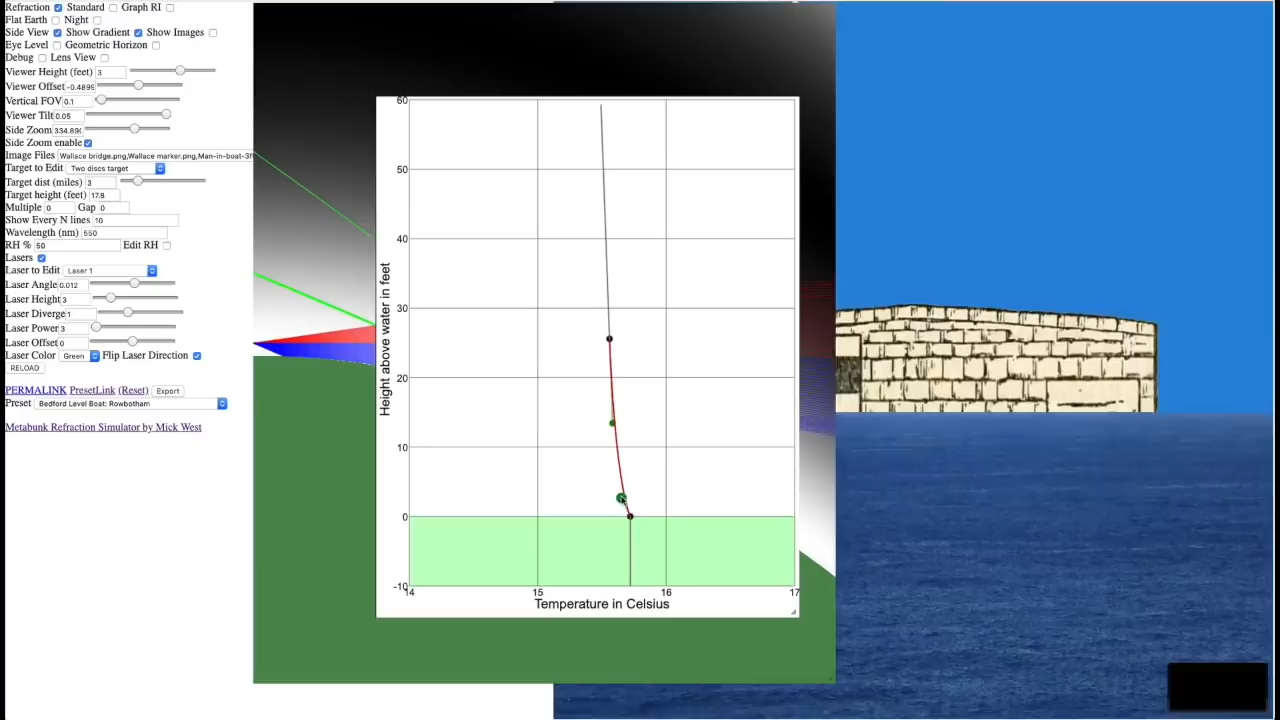 Refraction Standard Graph RI
Flat Earth Night
Side View Show Gradient Show Images
Eye Level Geometric Horizon
Debug Lens View
Viewer Height (feet) 3
Viewer Offset -0.4899
Vertical FOV 0.1
Viewer Tilt 0.05
Side Zoom 334.89
Side Zoom enable
Image Files Wallace bridge.png,Wallace marker.png,Man-in-boat-3f
Target to Edit Two discs target
Target dist (miles) 3
Target height (feet) 17.8
Multiple 0 Gap 0
Show Every N lines 10
Wavelength (nm) 550
RH % 50 Edit RH
Lasers
Laser to Edit Laser 1
Laser Angle 0.012
Laser Height 3
Laser Diverge 1
Laser Power 3
Laser Offset 0
Laser Color Green Flip Laser Direction
RELOAD
PERMALINK PresetLink (Reset) Export
Preset Bedford Level Boat: Rowbotham
Metabunk Refraction Simulator by Mick West
60
50
40
30
20
10
0
-10
Height above water in feet
14 15 16 17
Temperature in Celsius